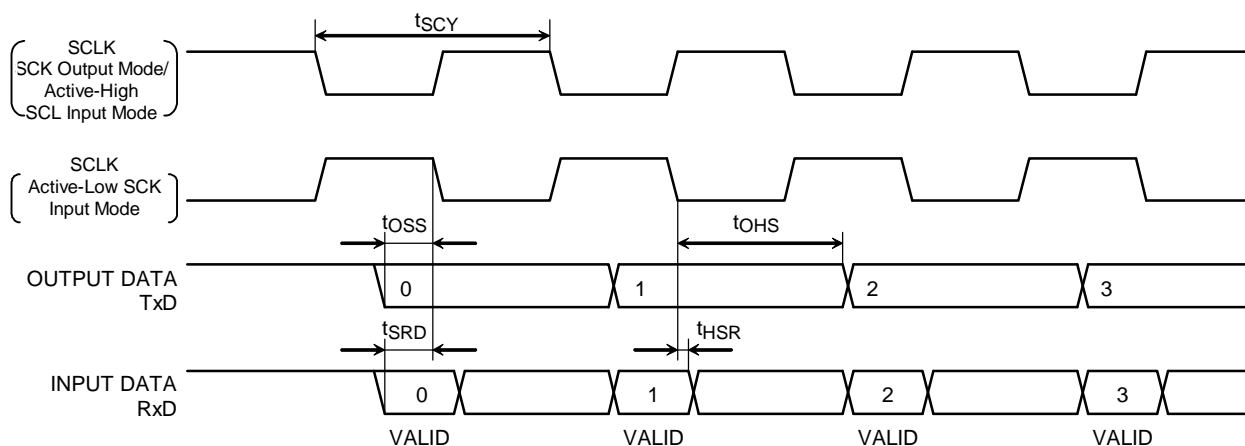 tSCY
SCLK
SCK Output Mode/
Active-High
SCL Input Mode
SCLK
Active-Low SCK
Input Mode
tOSS
tOHS
OUTPUT DATA
TxD
0
1
2
3
tSRD
tHSR
INPUT DATA
RxD
0
1
2
3
VALID
VALID
VALID
VALID